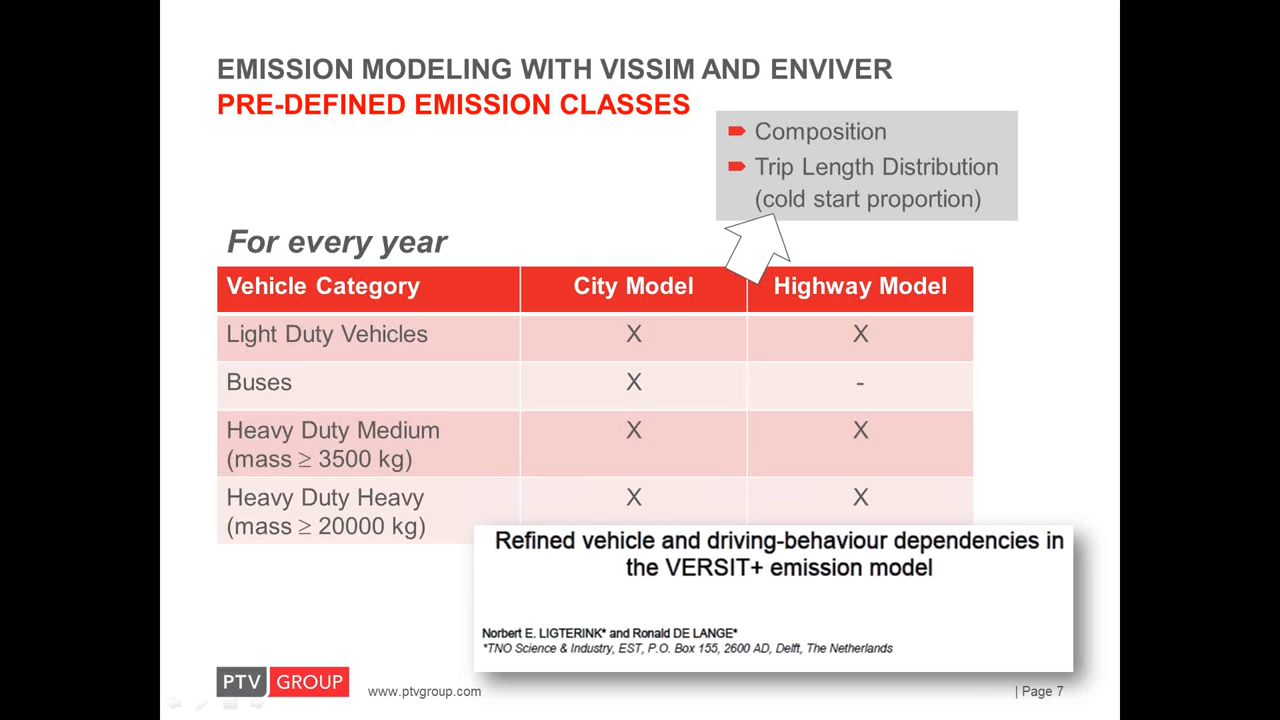 EMISSION MODELING WITH VISSIM AND ENVIVER
PRE-DEFINED EMISSION CLASSES
Composition
Trip Length Distribution
(cold start proportion)
For every year
Vehicle Category City Model Highway Model
Light Duty Vehicles X X
Buses X -
Heavy Duty Medium X X
(mass ≥ 3500 kg)
Heavy Duty Heavy X X
(mass ≥ 20000 kg)
Refined vehicle and driving-behaviour dependencies in
the VERSIT+ emission model
Norbert E. LIGTERINK* and Ronald DE LANGE*
*TNO Science & Industry, EST, P.O. Box 155, 2600 AD, Delft, The Netherlands
PTV GROUP www.ptvgroup.com | Page 7